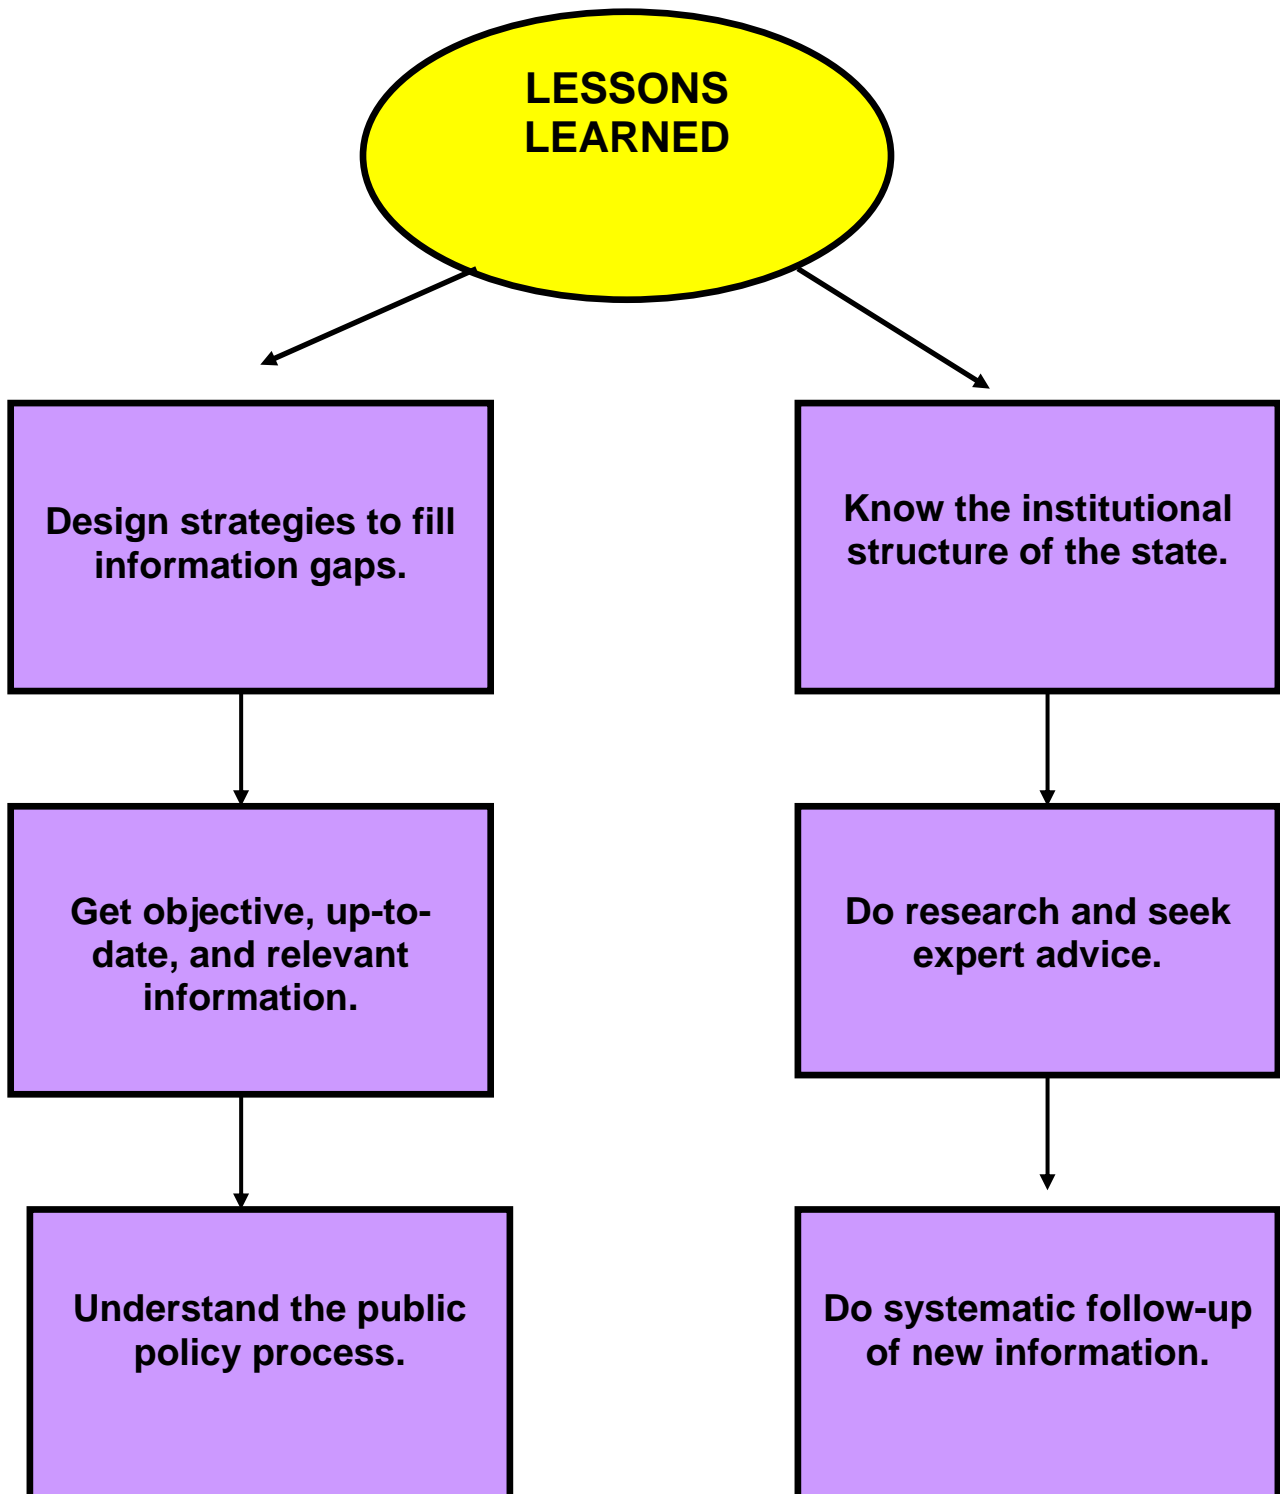 LESSONS
LEARNED
Design strategies to fill
information gaps.
Know the institutional
structure of the state.
Get objective, up-to-
date, and relevant
information.
Do research and seek
expert advice.
Understand the public
policy process.
Do systematic follow-up
of new information.